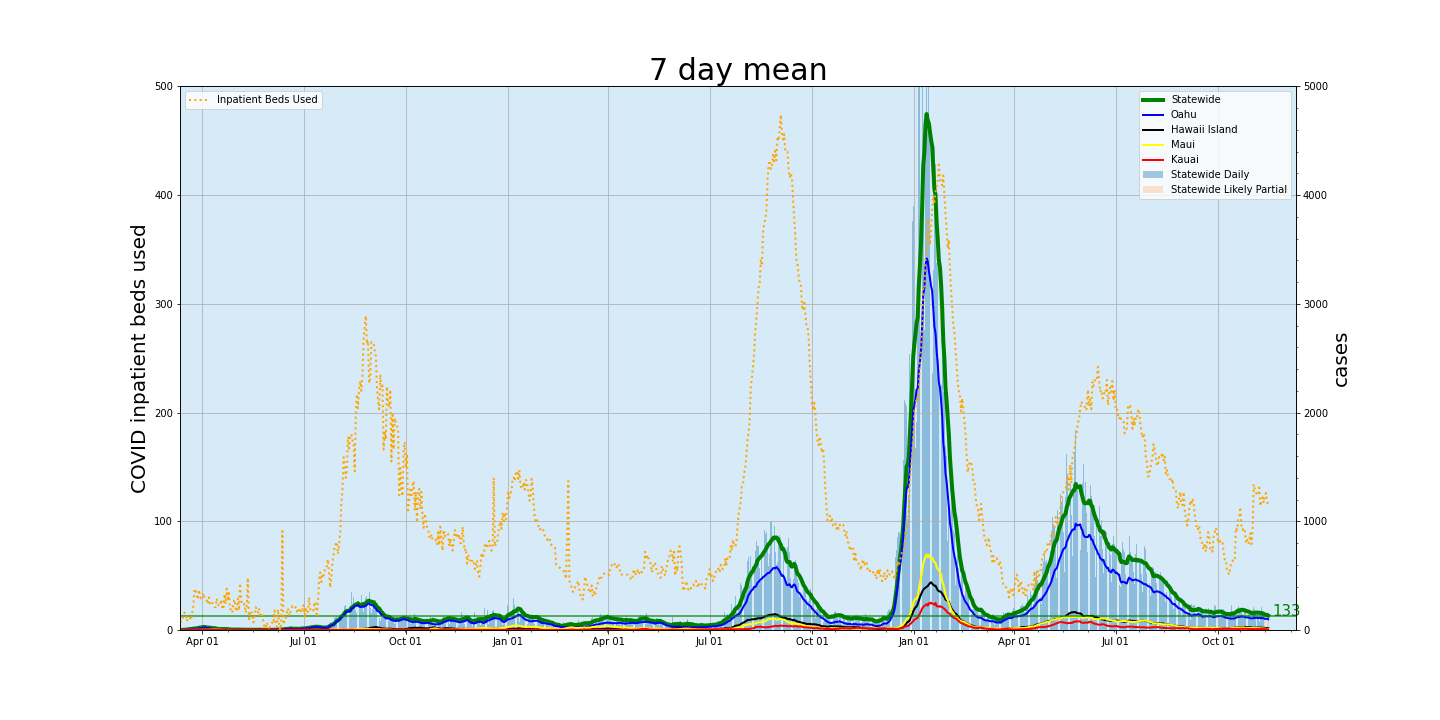 7 day mean
COVID inpatient beds used
500
400
300
200
100
0
Inpatient Beds Used
Statewide
Oahu
Hawaii Island
Maui
Kauai
Statewide Daily
Statewide Likely Partial
5000
4000
3000
2000
1000
0
cases
133
Apr 01 Jul 01 Oct 01 Jan 01 Apr 01 Jul 01 Oct 01 Jan 01 Apr 01 Jul 01 Oct 01